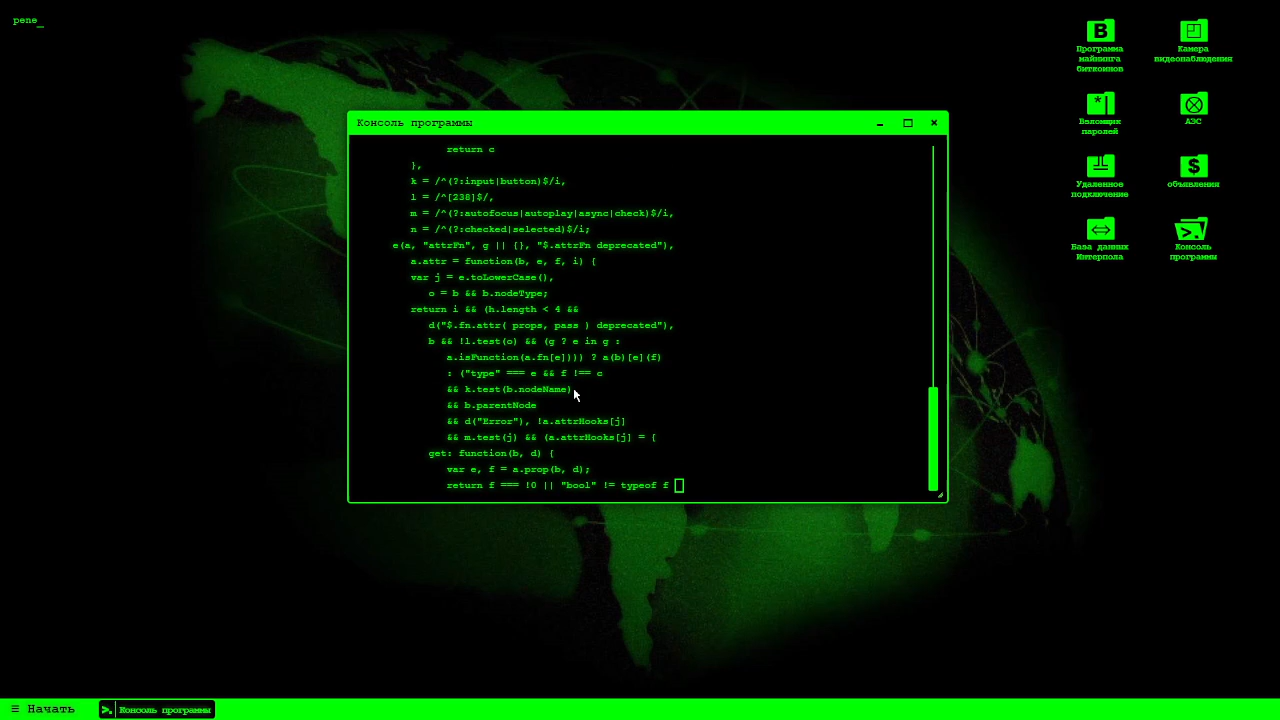 pene_
Консоль программы
return c
},
k = /^(?:input|button)$/i,
l = /^[238]$/,
m = /^(?:autofocus|autoplay|async|check)$/i,
n = /^(?:checked|selected)$/i;
e(a, "attrFn", g || {}, "$.attrFn deprecated"),
a.attr = function(b, e, f, i) {
var j = e.toLowerCase(),
o = b && b.nodeType;
return i && (h.length < 4 &&
d("$.fn.attr( props, pass ) deprecated"),
b && !l.test(o) && (g ? e in g :
a.isFunction(a.fn[e]))) ? a(b)[e](f)
: ("type" === e && f !== c
&& k.test(b.nodeName)
&& b.parentNode
&& d("Error"), !a.attrHooks[j]
&& m.test(j) && (a.attrHooks[j] = {
get: function(b, d) {
var e, f = a.prop(b, d);
return f === !0 || "bool" != typeof f
B
Программа
майнинга
биткоинов
Камера
видеонаблюдения
*|
Взломщик
паролей
АЭС
Удаленное
подключение
$
объявления
База данных
Интерпола
>.
Консоль
программы
≡ Начать
>. Консоль программы